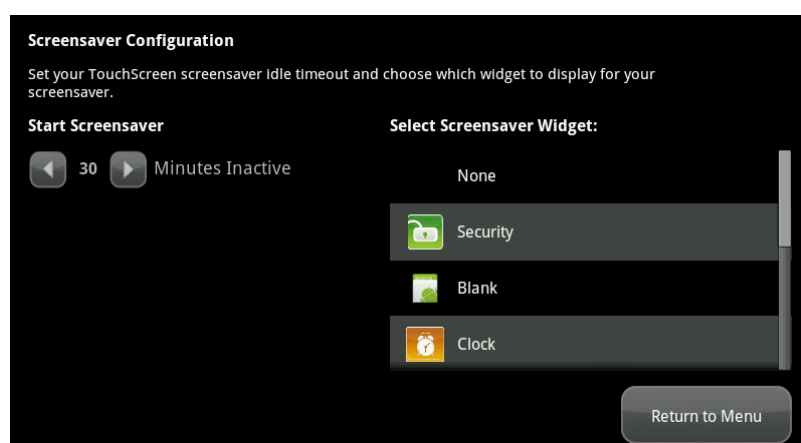 Screensaver Configuration
Set your TouchScreen screensaver idle timeout and choose which widget to display for your
screensaver.
Start Screensaver
30 Minutes Inactive
Select Screensaver Widget:
None
Security
Blank
Clock
Return to Menu